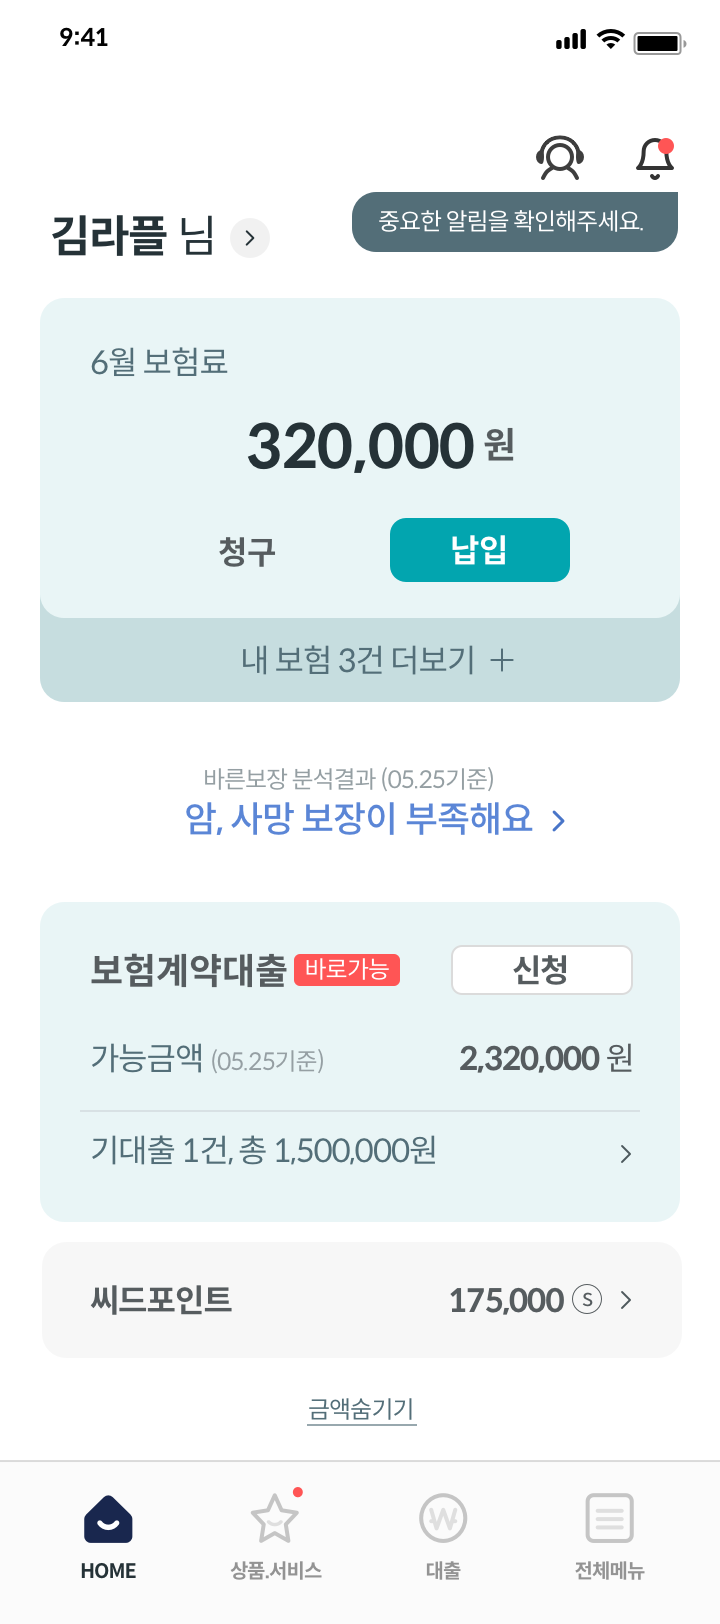 9:41
중요한 알림을 확인해주세요.
김라플 님
6월 보험료
320,000 원
청구 납입
내 보험 3건 더보기 +
바른보장 분석결과 (05.25기준)
암, 사망 보장이 부족해요 >
보험계약대출 바로가능 신청
가능금액 (05.25기준) 2,320,000 원
기대출 1건, 총 1,500,000원
씨드포인트 175,000 S
금액숨기기
HOME 상품.서비스 대출 전체메뉴